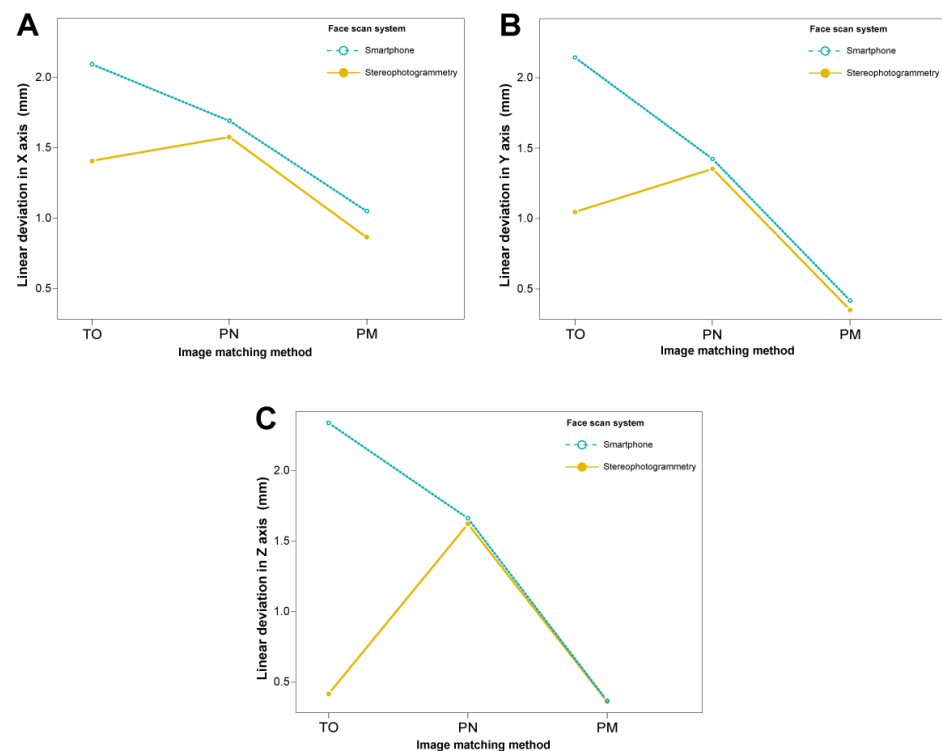 A
Linear deviation in X axis (mm)
2.0
1.5
1.0
0.5
Face scan system
Smartphone
Stereophotogrammetry
TO PN PM
Image matching method
B
Linear deviation in Y axis (mm)
2.0
1.5
1.0
0.5
Face scan system
Smartphone
Stereophotogrammetry
TO PN PM
Image matching method
C
Linear deviation in Z axis (mm)
2.0
1.5
1.0
0.5
Face scan system
Smartphone
Stereophotogrammetry
TO PN PM
Image matching method